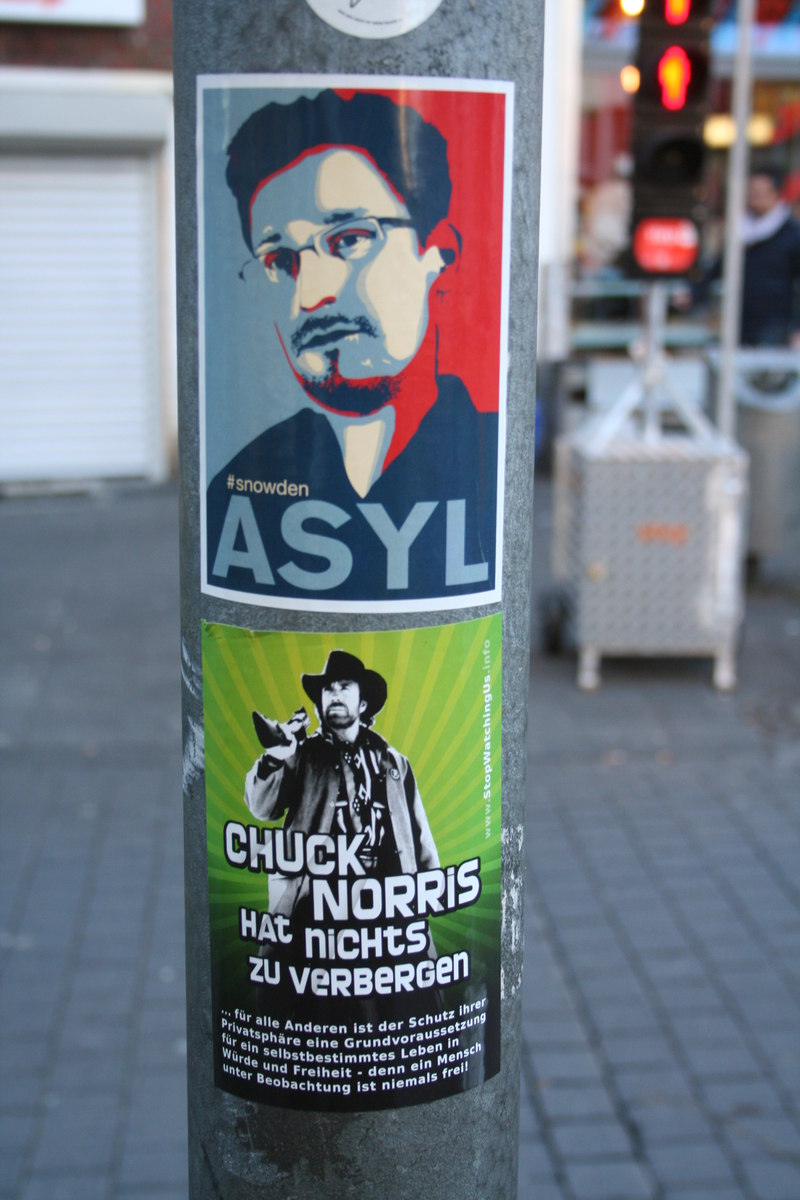 #snowden
ASYL
www.StopWatchingUs.info
CHUCK
NORRIS
HAt niCHtS
ZU VERBERGEN
... für alle Anderen ist der Schutz ihrer
Privatsphäre eine Grundvoraussetzung
für ein selbstbestimmtes Leben in
Würde und Freiheit - denn ein Mensch
unter Beobachtung ist niemals frei!